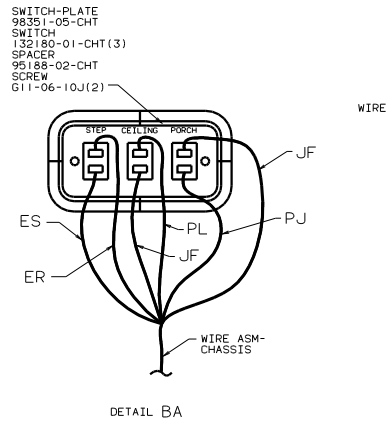 SWITCH-PLATE
98351-05-CHT
SWITCH
132180-01-CHT(3)
SPACER
95188-02-CHT
SCREW
G11-06-10J(2)
WIRE
STEP CEILING PORCH
JF
ES
PL
PJ
ER
JF
WIRE ASM-
CHASSIS
DETAIL BA